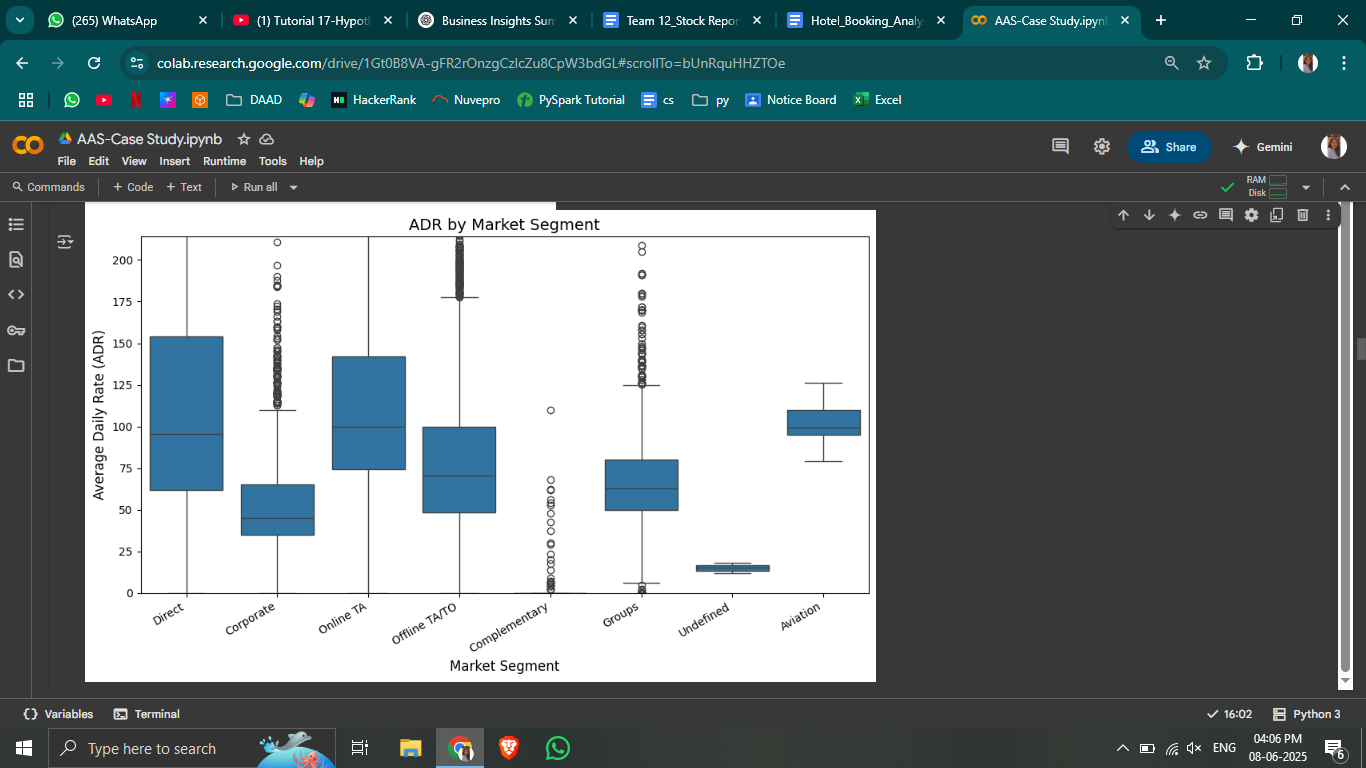 (265) WhatsApp
(1) Tutorial 17-Hypoth
Business Insights Sum
Team 12_Stock Repor
Hotel_Booking_Analy
AAS-Case Study.ipynb
colab.research.google.com/drive/1Gt0B8VA-gFR2rOnzgCzlcZu8CpW3bdGL#scrollTo=bUnRquHHZTOe
DAAD
HackerRank
Nuvepro
PySpark Tutorial
cs
py
Notice Board
Excel
AAS-Case Study.ipynb
File Edit View Insert Runtime Tools Help
Share
Gemini
Commands
+ Code
+ Text
Run all
RAM
Disk
ADR by Market Segment
Average Daily Rate (ADR)
200
175
150
125
100
75
50
25
0
Direct
Corporate
Online TA
Offline TA/TO
Complementary
Groups
Undefined
Aviation
Market Segment
Variables
Terminal
16:02
Python 3
Type here to search
ENG
04:06 PM
08-06-2025
6